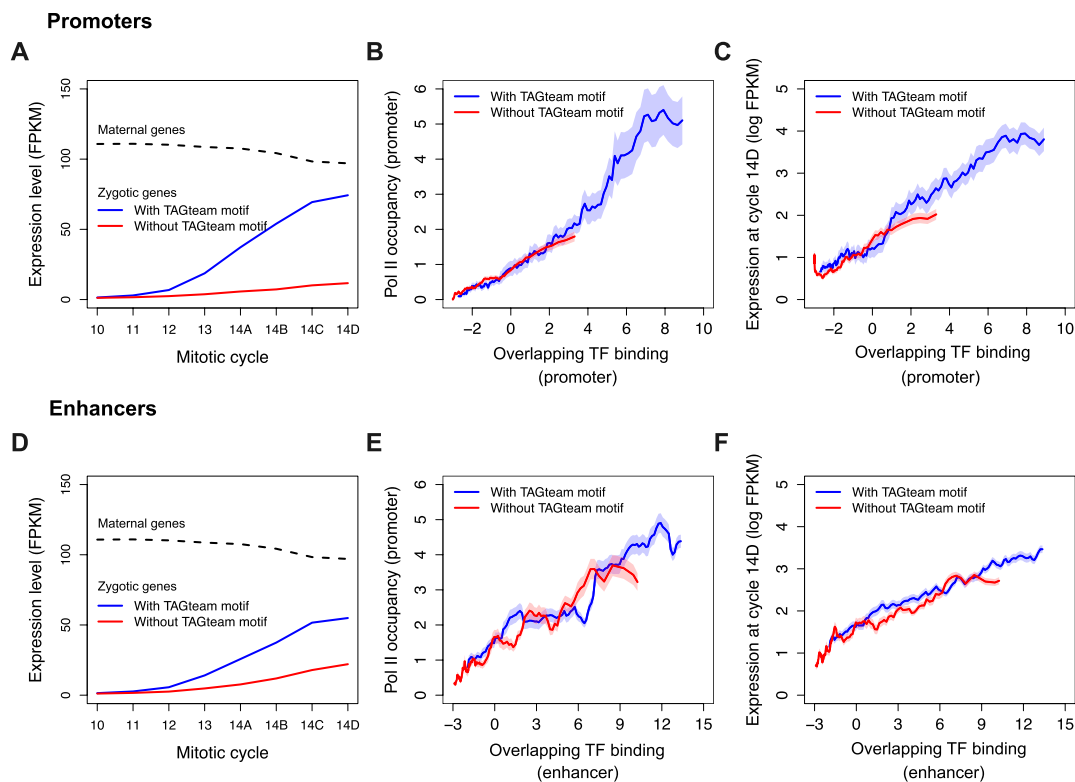 Promoters
A
150
100
50
0
Expression level (FPKM)
Maternal genes
Zygotic genes
With TAGteam motif
Without TAGteam motif
10 11 12 13 14A 14B 14C 14D
Mitotic cycle
B
6
5
4
3
2
1
0
Pol II occupancy (promoter)
With TAGteam motif
Without TAGteam motif
−2 0 2 4 6 8 10
Overlapping TF binding
(promoter)
C
5
4
3
2
1
0
Expression at cycle 14D (log FPKM)
With TAGteam motif
Without TAGteam motif
−2 0 2 4 6 8 10
Overlapping TF binding
(promoter)
Enhancers
D
150
100
50
0
Expression level (FPKM)
Maternal genes
Zygotic genes
With TAGteam motif
Without TAGteam motif
10 11 12 13 14A 14B 14C 14D
Mitotic cycle
E
6
5
4
3
2
1
0
Pol II occupancy (promoter)
With TAGteam motif
Without TAGteam motif
−3 0 3 6 9 12 15
Overlapping TF binding
(enhancer)
F
5
4
3
2
1
0
Expression at cycle 14D (log FPKM)
With TAGteam motif
Without TAGteam motif
−3 0 3 6 9 12 15
Overlapping TF binding
(enhancer)